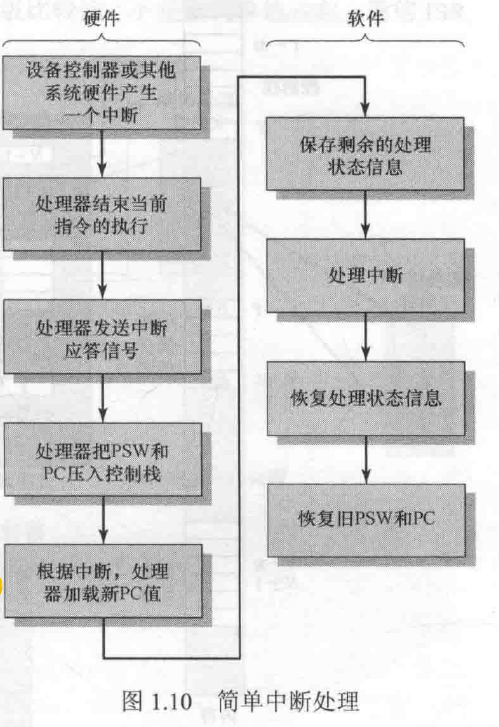 硬件
设备控制器或其他
系统硬件产生
一个中断
处理器结束当前
指令的执行
处理器发送中断
应答信号
处理器把PSW和
PC压入控制栈
根据中断，处理
器加载新PC值
软件
保存剩余的处理
状态信息
处理中断
恢复处理状态信息
恢复旧PSW和PC
图 1.10 简单中断处理